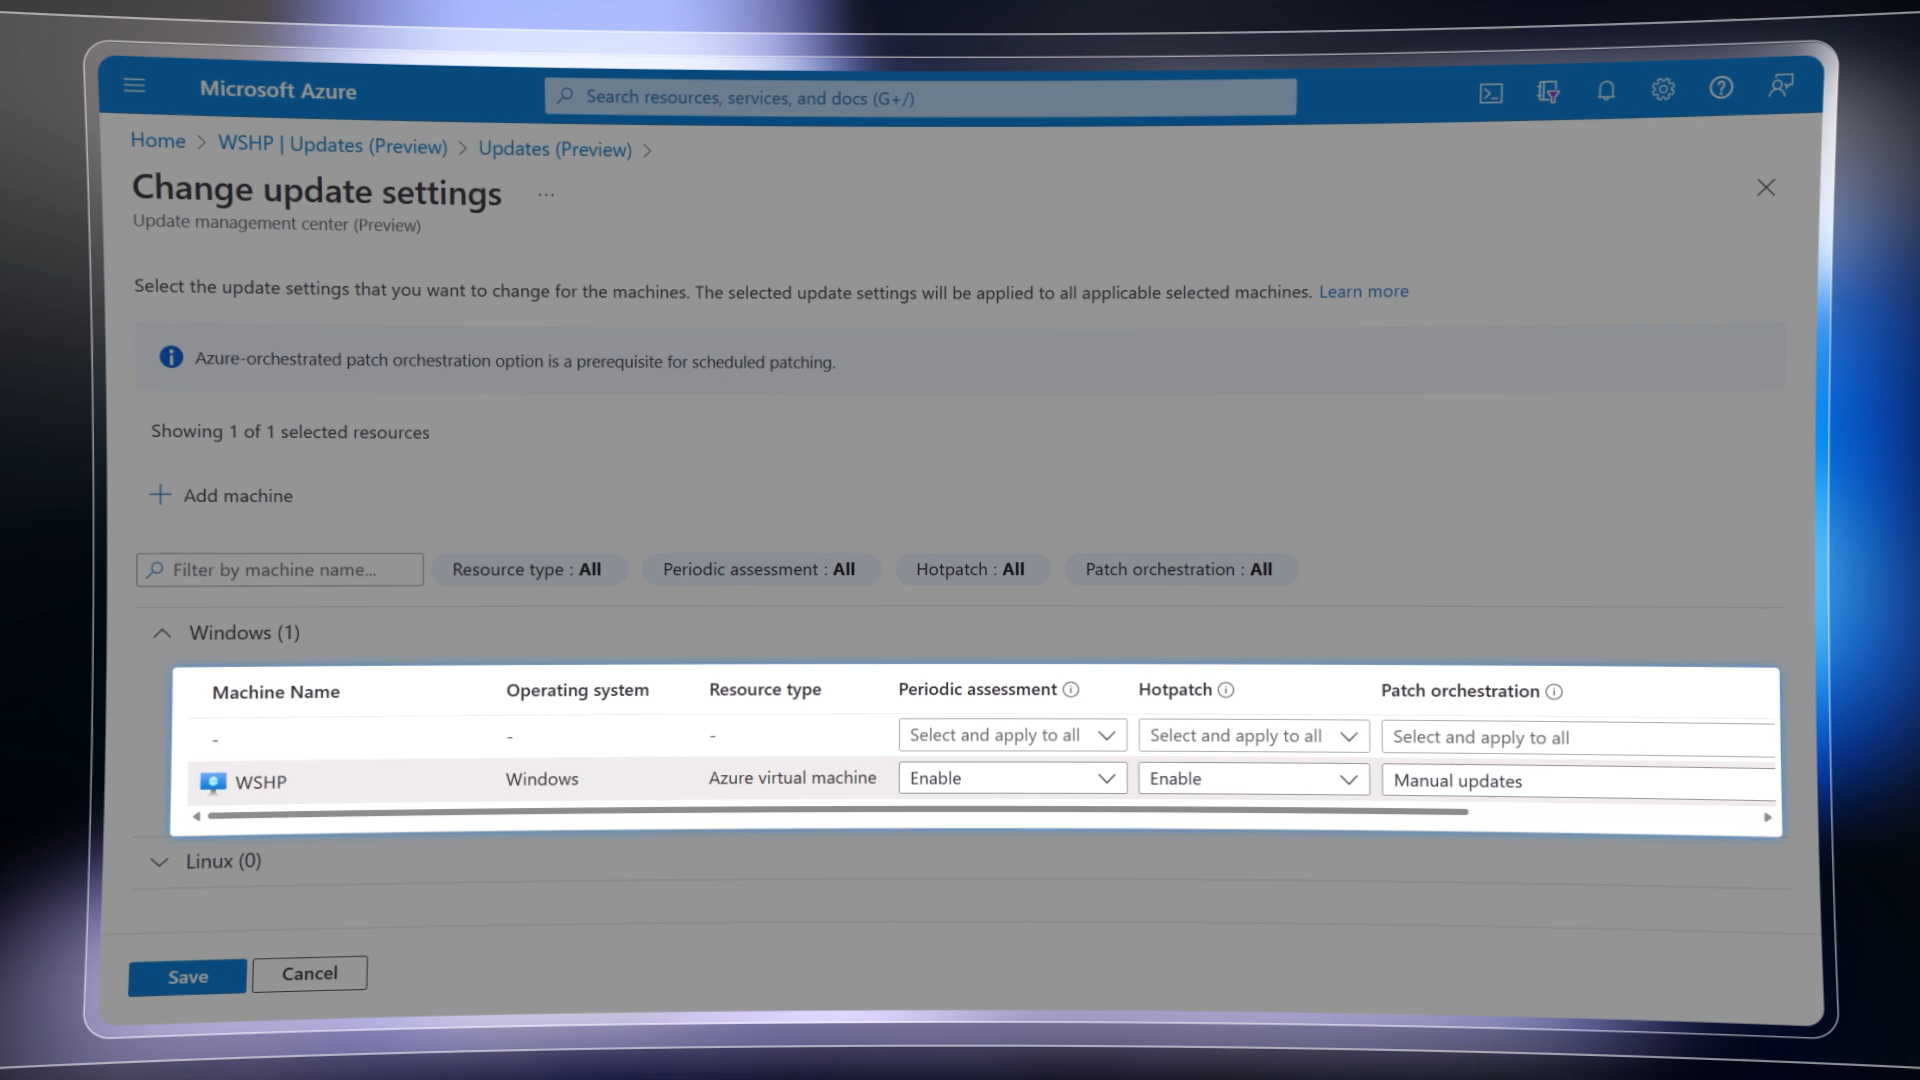 Microsoft Azure
Search resources, services, and docs (G+/)
Home > WSHP | Updates (Preview) > Updates (Preview) >
Change update settings ...
Update management center (Preview)
Select the update settings that you want to change for the machines. The selected update settings will be applied to all applicable selected machines. Learn more
Azure-orchestrated patch orchestration option is a prerequisite for scheduled patching.
Showing 1 of 1 selected resources
+ Add machine
Filter by machine name... Resource type : All Periodic assessment : All Hotpatch : All Patch orchestration : All
Windows (1)
Machine Name Operating system Resource type Periodic assessment Hotpatch Patch orchestration
- - - Select and apply to all Select and apply to all Select and apply to all
WSHP Windows Azure virtual machine Enable Enable Manual updates
Linux (0)
Save Cancel